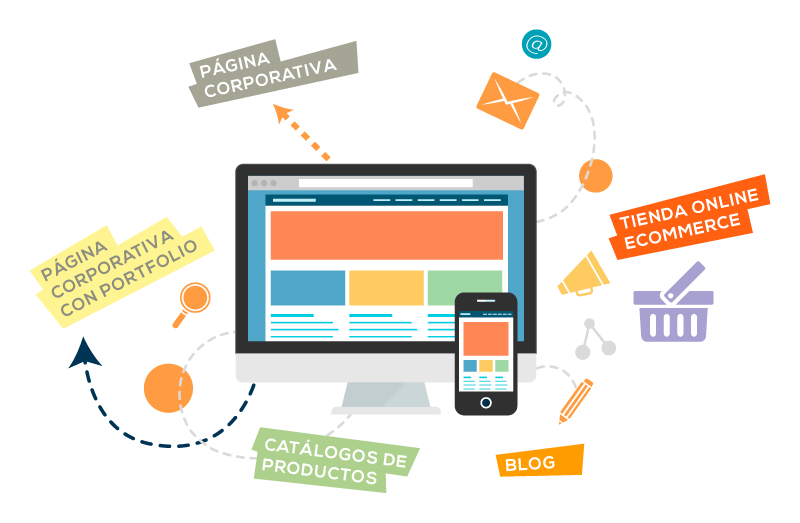 PÁGINA
CORPORATIVA
@
TIENDA ONLINE
ECOMMERCE
PÁGINA
CORPORATIVA
CON PORTFOLIO
CATÁLOGOS DE
PRODUCTOS
BLOG